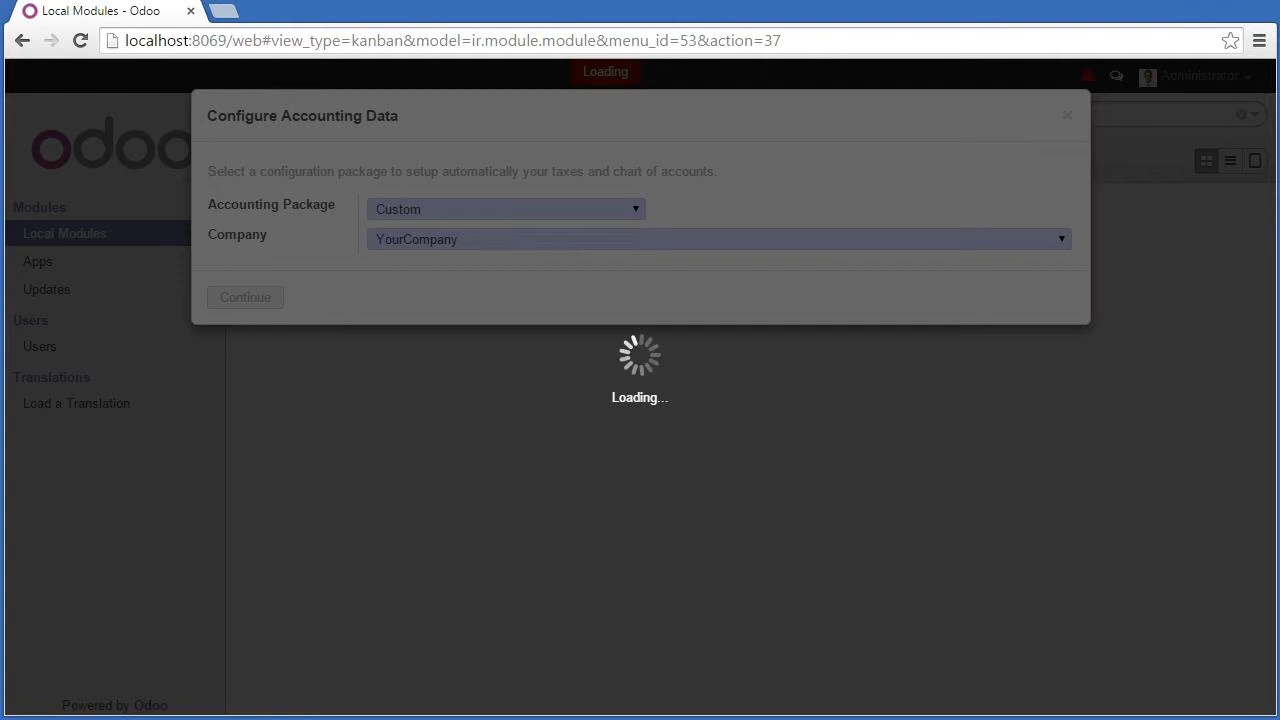 Local Modules - Odoo
localhost:8069/web#view_type=kanban&model=ir.module.module&menu_id=53&action=37
Loading
Administrator
odoo
Configure Accounting Data
Select a configuration package to setup automatically your taxes and chart of accounts.
Accounting Package
Custom
Company
YourCompany
Continue
Modules
Local Modules
Apps
Updates
Users
Users
Translations
Load a Translation
Loading...
Powered by Odoo